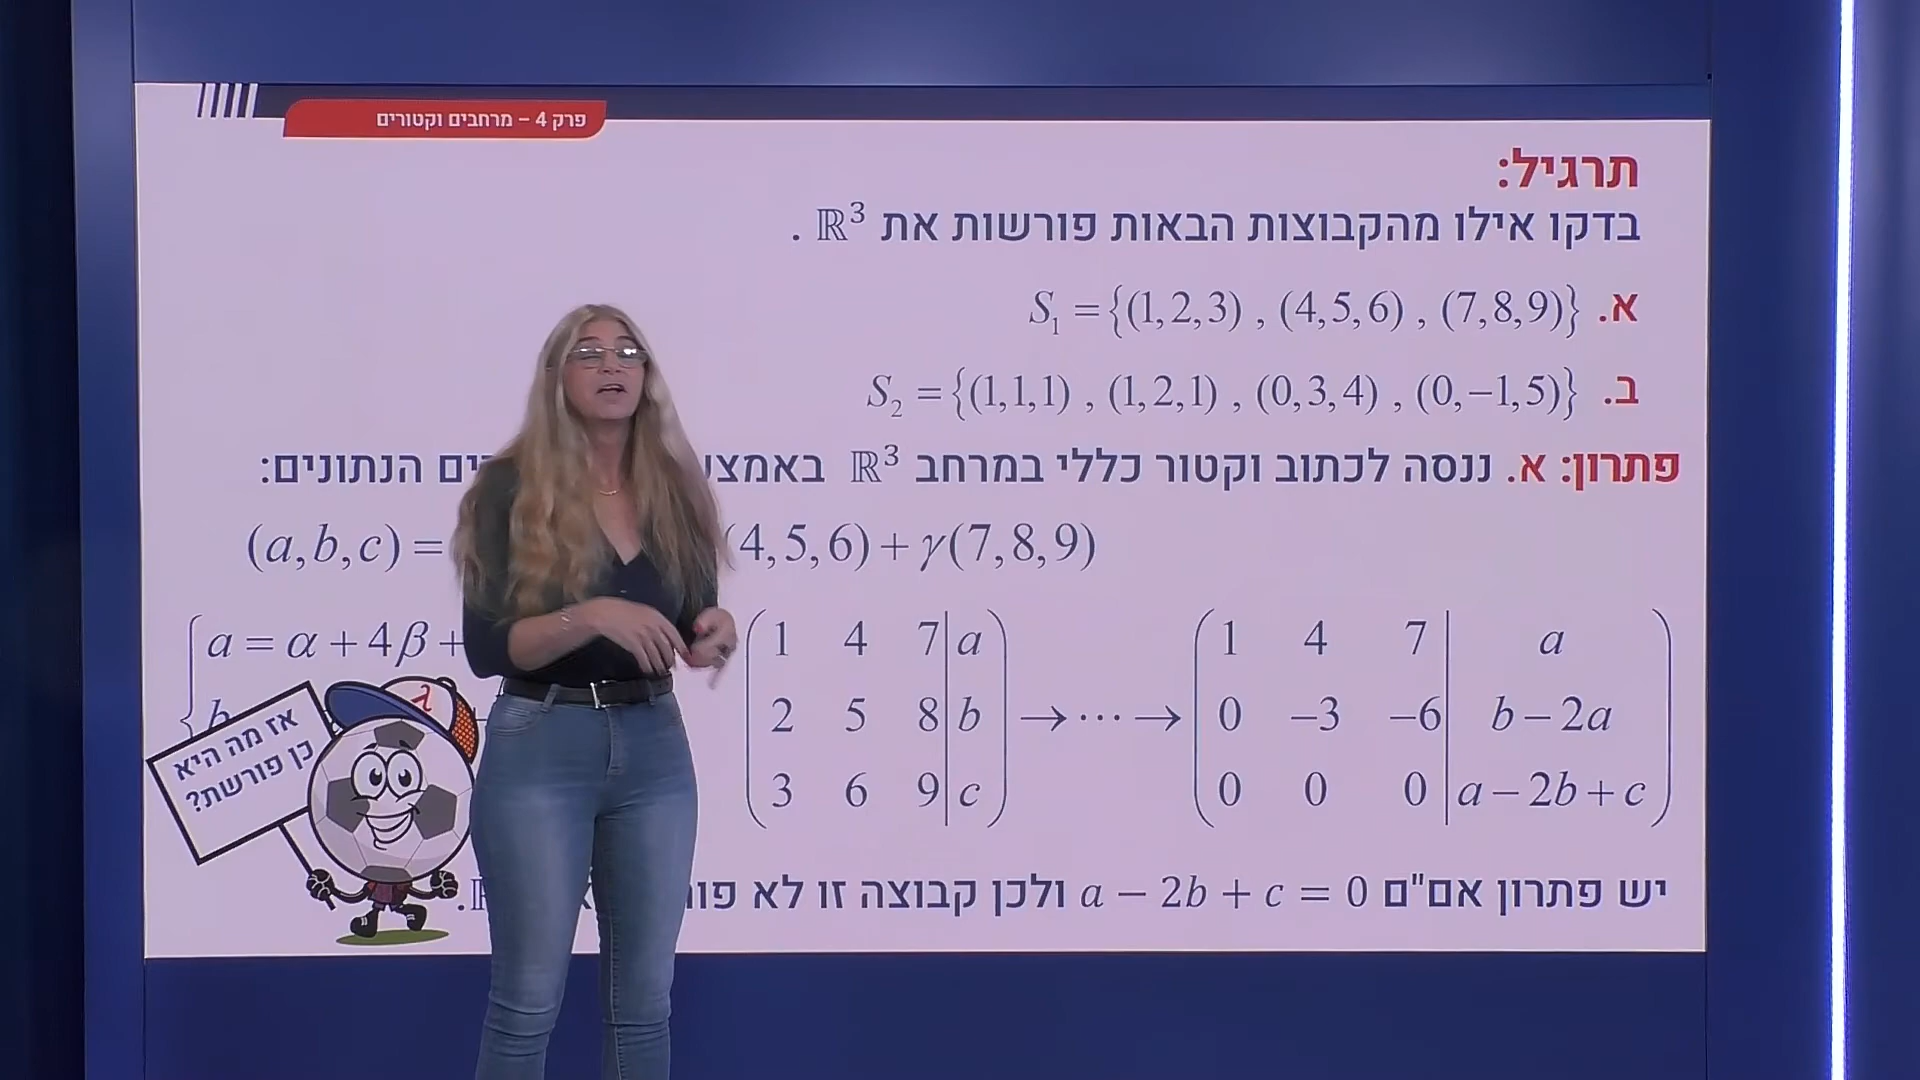 פרק 4 – מרחבים וקטורים
תרגיל:
בדקו אילו מהקבוצות הבאות פורשות את ℝ³ .
א. S₁ = {(1,2,3) , (4,5,6) , (7,8,9)}
ב. S₂ = {(1,1,1) , (1,2,1) , (0,3,4) , (0,−1,5)}
פתרון: א. ננסה לכתוב וקטור כללי במרחב ℝ³ הנתונים:
(a,b,c) = (4,5,6) + γ(7,8,9)
a = α + 4β +
b
1 4 7 | a
2 5 8 | b
3 6 9 | c
→ ⋯ →
1 4 7 | a
0 −3 −6 | b − 2a
0 0 0 | a − 2b + c
יש פתרון אם"ם a − 2b + c = 0 ולכן קבוצה זו לא
אז מה היא
כן פורשת?
λ